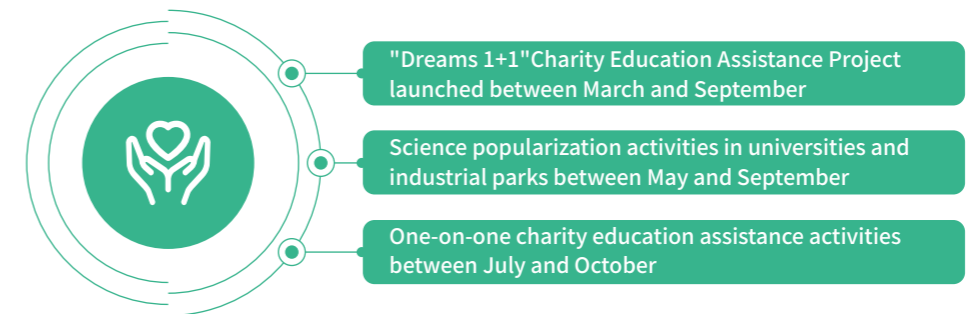 "Dreams 1+1"Charity Education Assistance Project
launched between March and September
Science popularization activities in universities and
industrial parks between May and September
One-on-one charity education assistance activities
between July and October